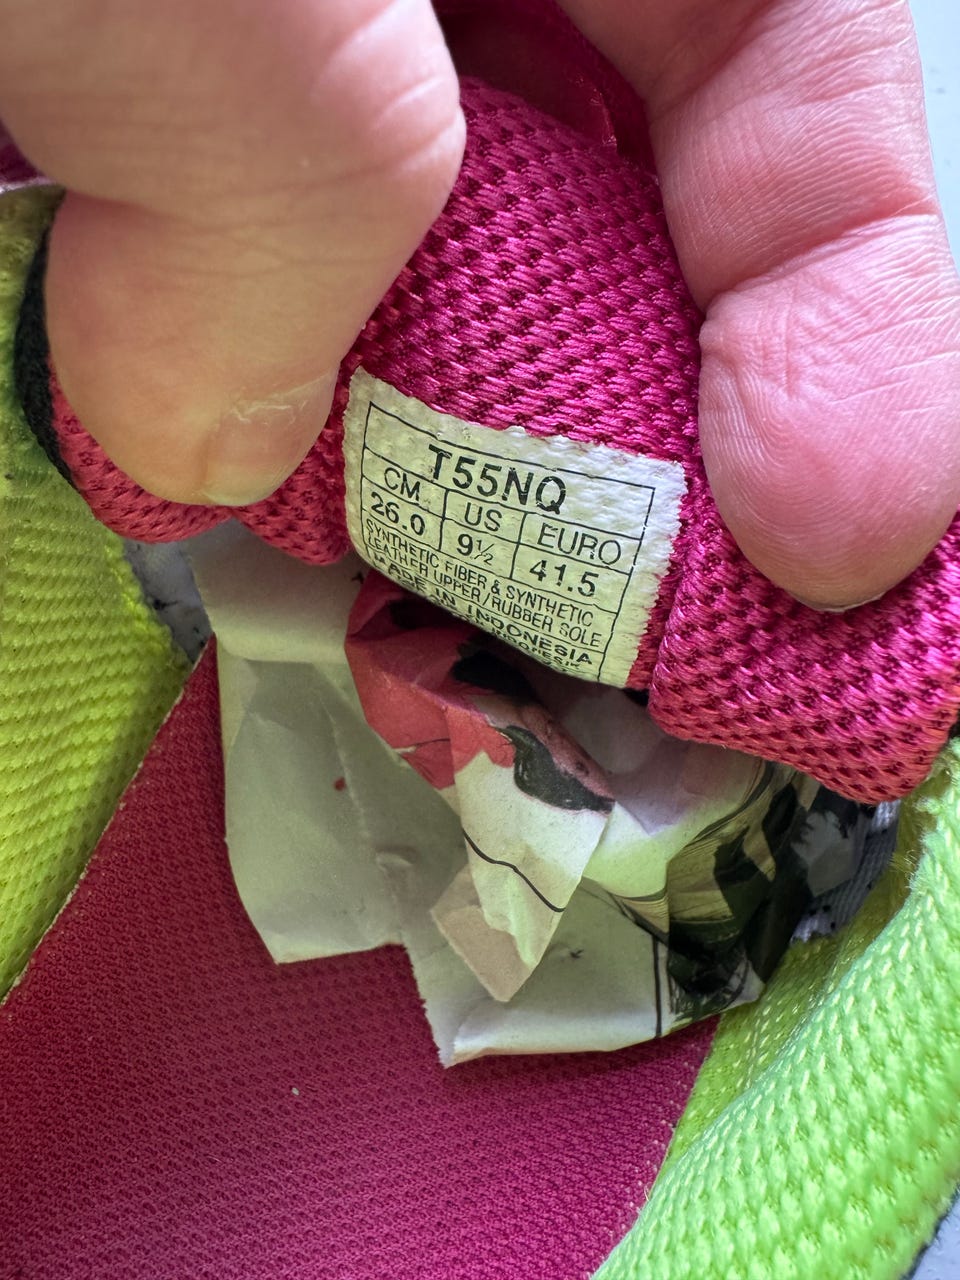 T55NQ
CM US EURO
26.0 9½ 41.5
SYNTHETIC FIBER & SYNTHETIC
LEATHER UPPER/RUBBER SOLE
MADE IN INDONESIA